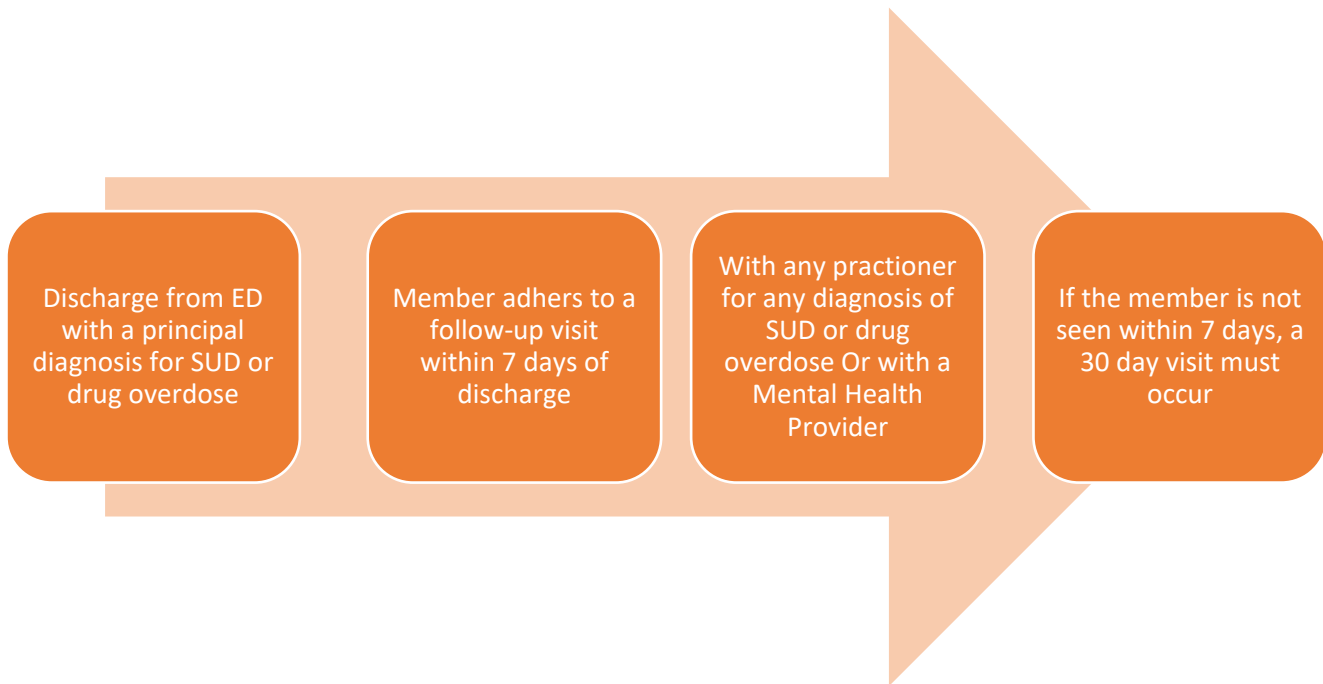 Discharge from ED
with a principal
diagnosis for SUD or
drug overdose
Member adhers to a
follow-up visit
within 7 days of
discharge
With any practioner
for any diagnosis of
SUD or drug
overdose Or with a
Mental Health
Provider
If the member is not
seen within 7 days, a
30 day visit must
occur